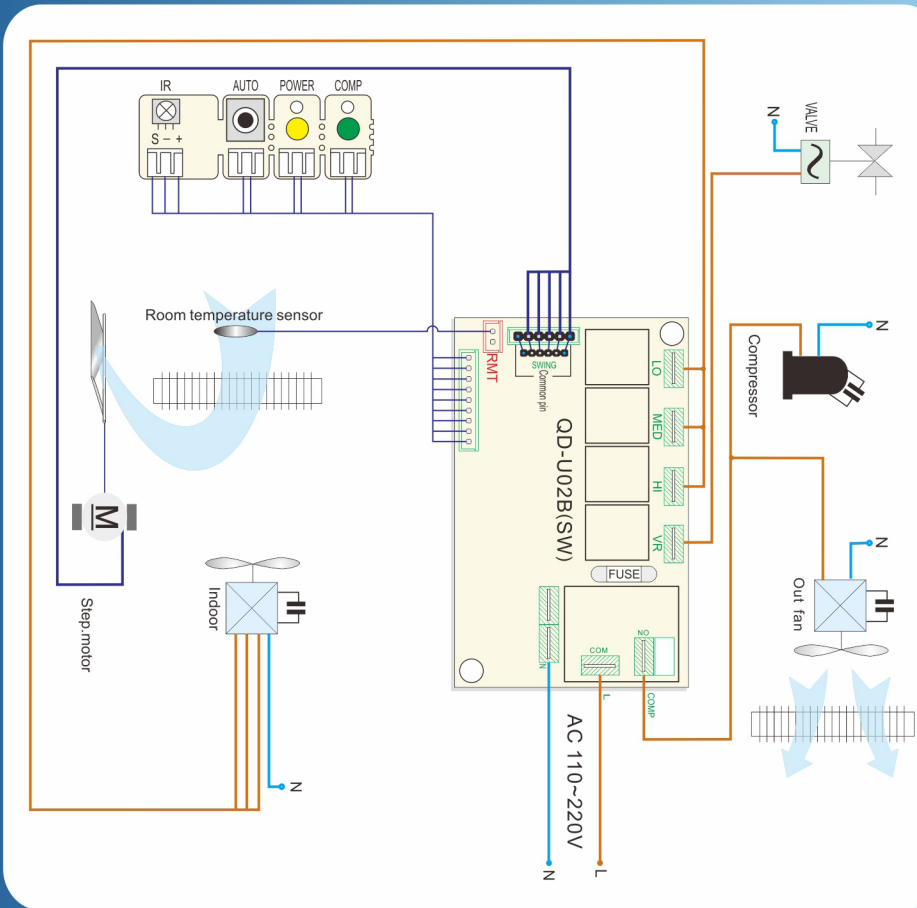 IR
AUTO
POWER
COMP
S − +
N
VALVE
Room temperature sensor
RMT
SWING
Common pin
LO
MED
HI
VR
QD-U02B(SW)
FUSE
N
Compressor
N
Out fan
M
Step.motor
Indoor
N
NO
COM
N
L
COMP
AC 110~220V
N
L